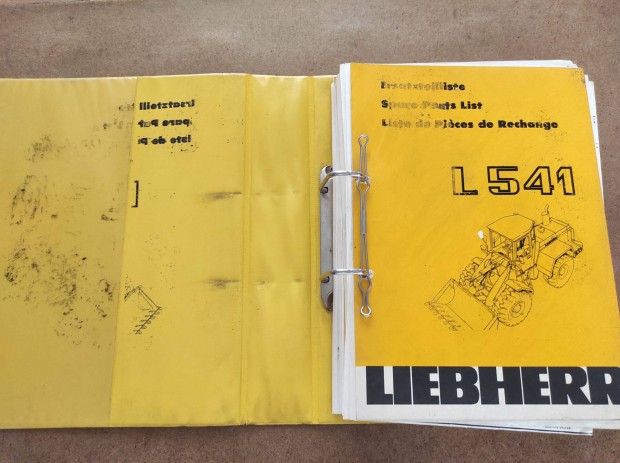 Ersatzteilliste
Spare Parts List
Liste de Pièces de Rechange
L 541
LIEBHERR